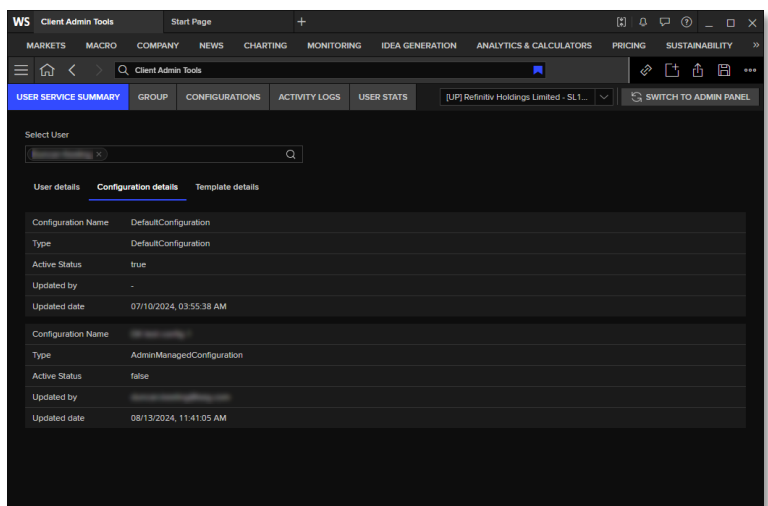 WS Client Admin Tools Start Page
MARKETS MACRO COMPANY NEWS CHARTING MONITORING IDEA GENERATION ANALYTICS & CALCULATORS PRICING SUSTAINABILITY »
Client Admin Tools
USER SERVICE SUMMARY GROUP CONFIGURATIONS ACTIVITY LOGS USER STATS [UP] Refinitiv Holdings Limited - SL1... SWITCH TO ADMIN PANEL
Select User
User details Configuration details Template details
Configuration Name DefaultConfiguration
Type DefaultConfiguration
Active Status true
Updated by -
Updated date 07/10/2024, 03:55:38 AM
Configuration Name
Type AdminManagedConfiguration
Active Status false
Updated by
Updated date 08/13/2024, 11:41:05 AM